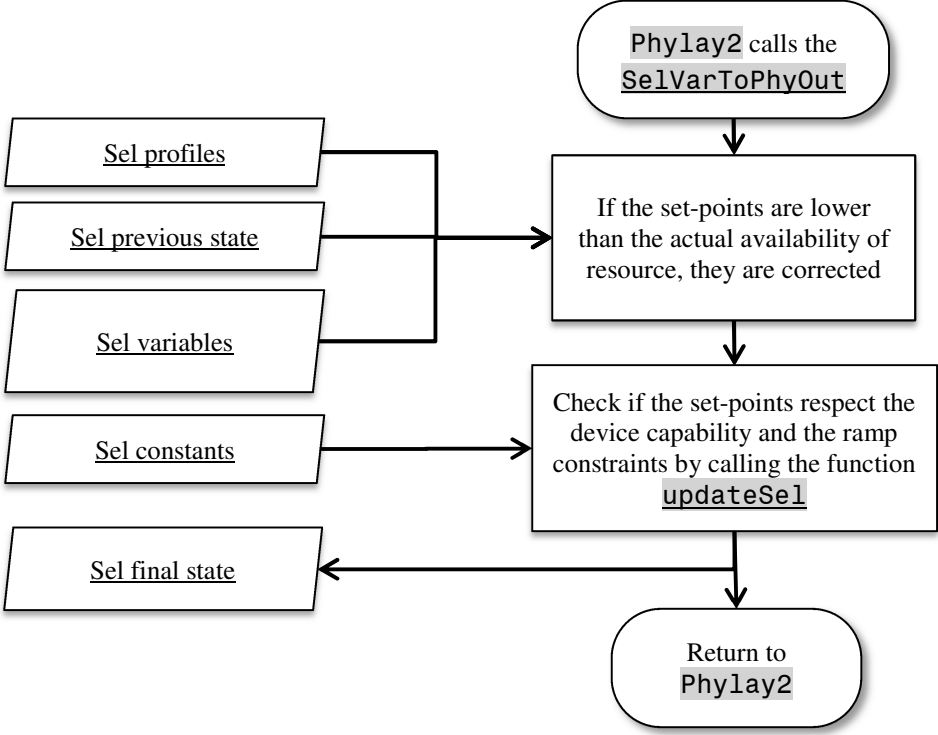 Phylay2 calls the
SelVarToPhyOut
Sel profiles
Sel previous state
Sel variables
If the set-points are lower
than the actual availability of
resource, they are corrected
Sel constants
Check if the set-points respect the
device capability and the ramp
constraints by calling the function
updateSel
Sel final state
Return to
Phylay2